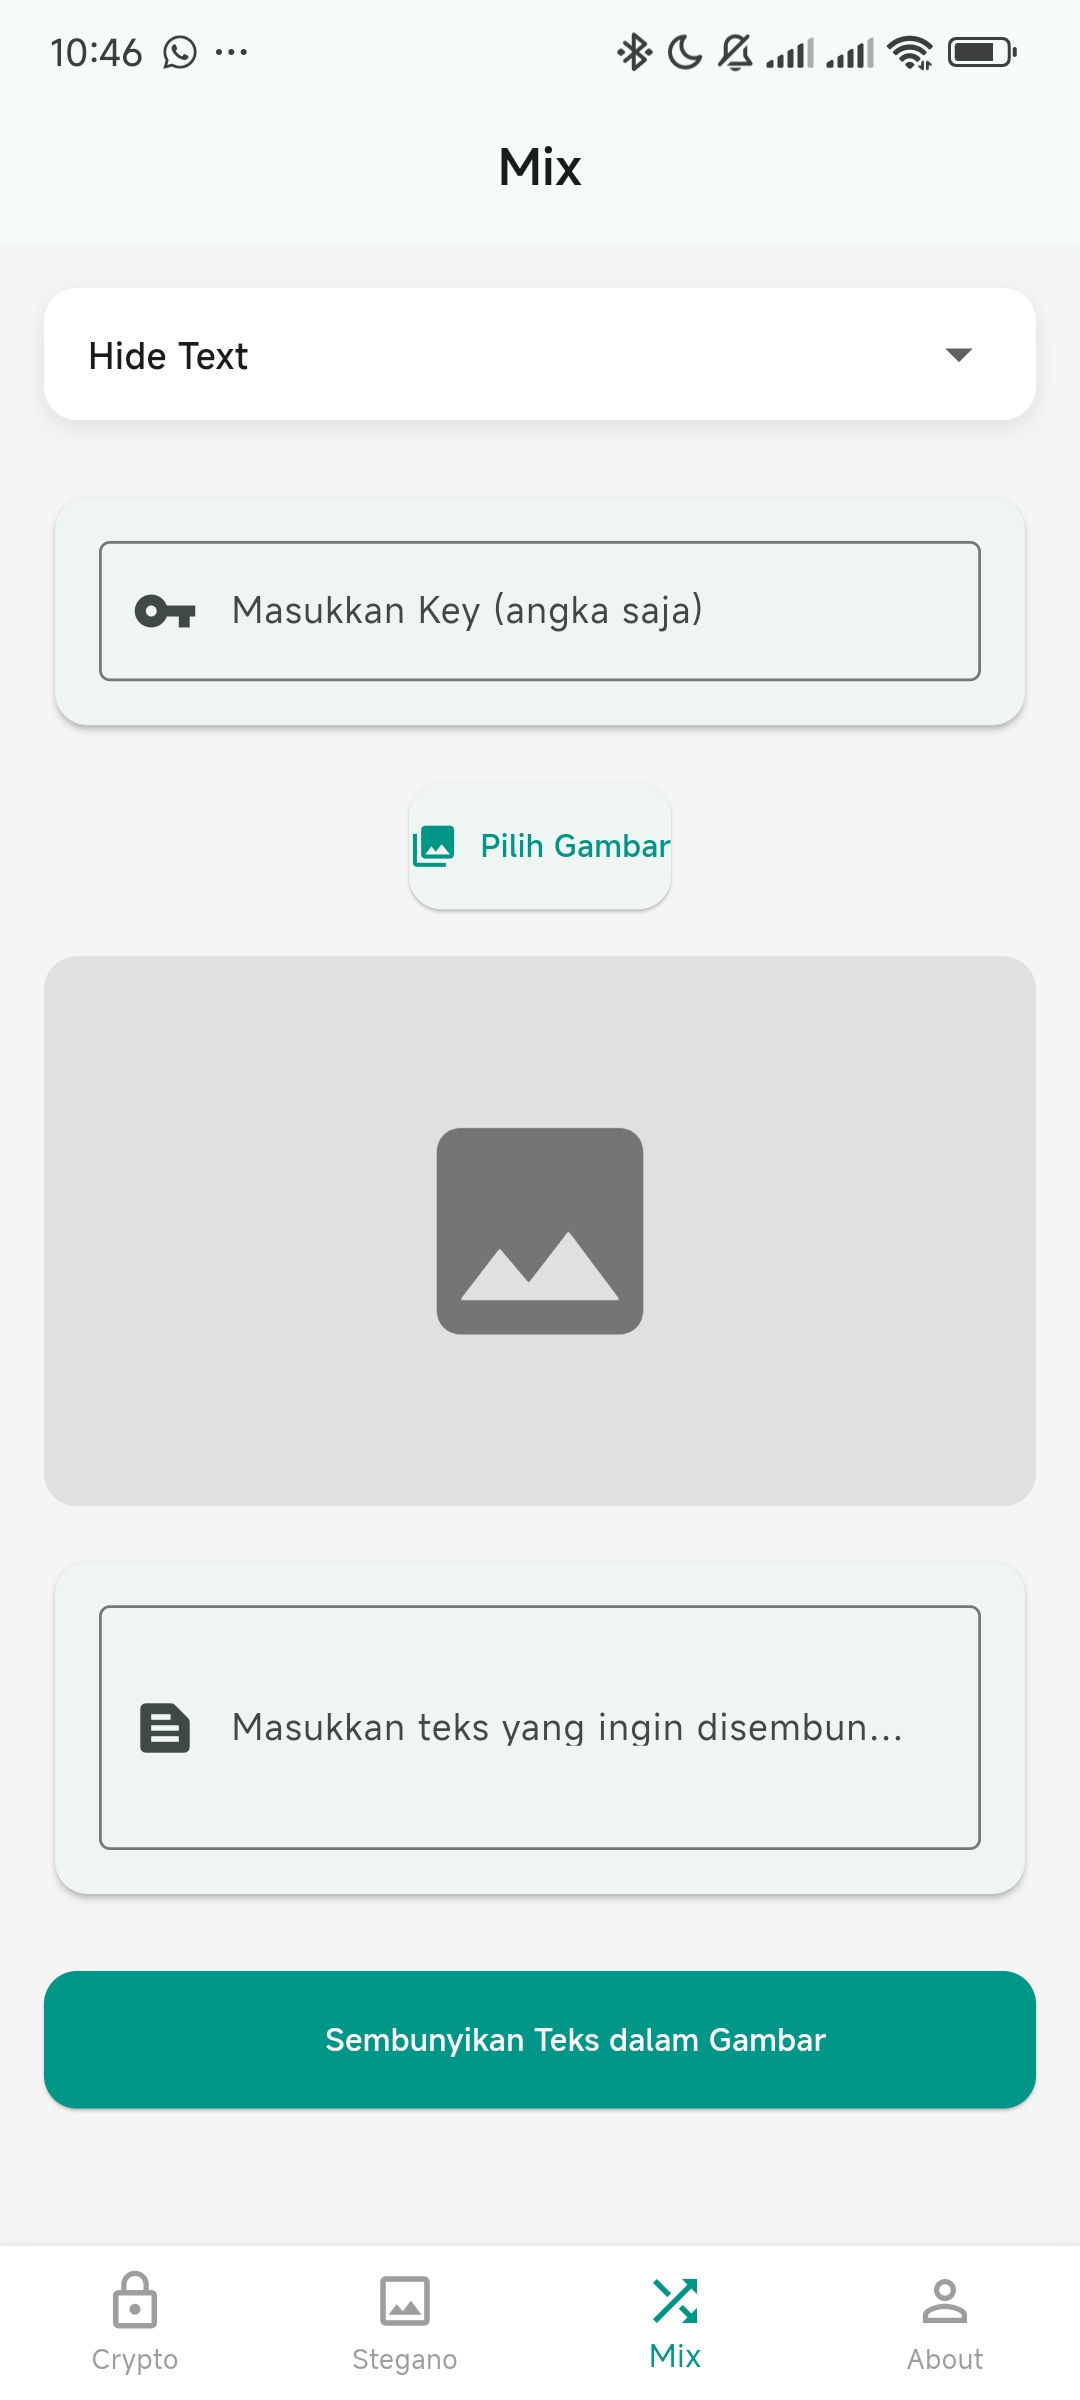 10:46
Mix
Hide Text
Masukkan Key (angka saja)
Pilih Gambar
Masukkan teks yang ingin disembun...
Sembunyikan Teks dalam Gambar
Crypto
Stegano
Mix
About